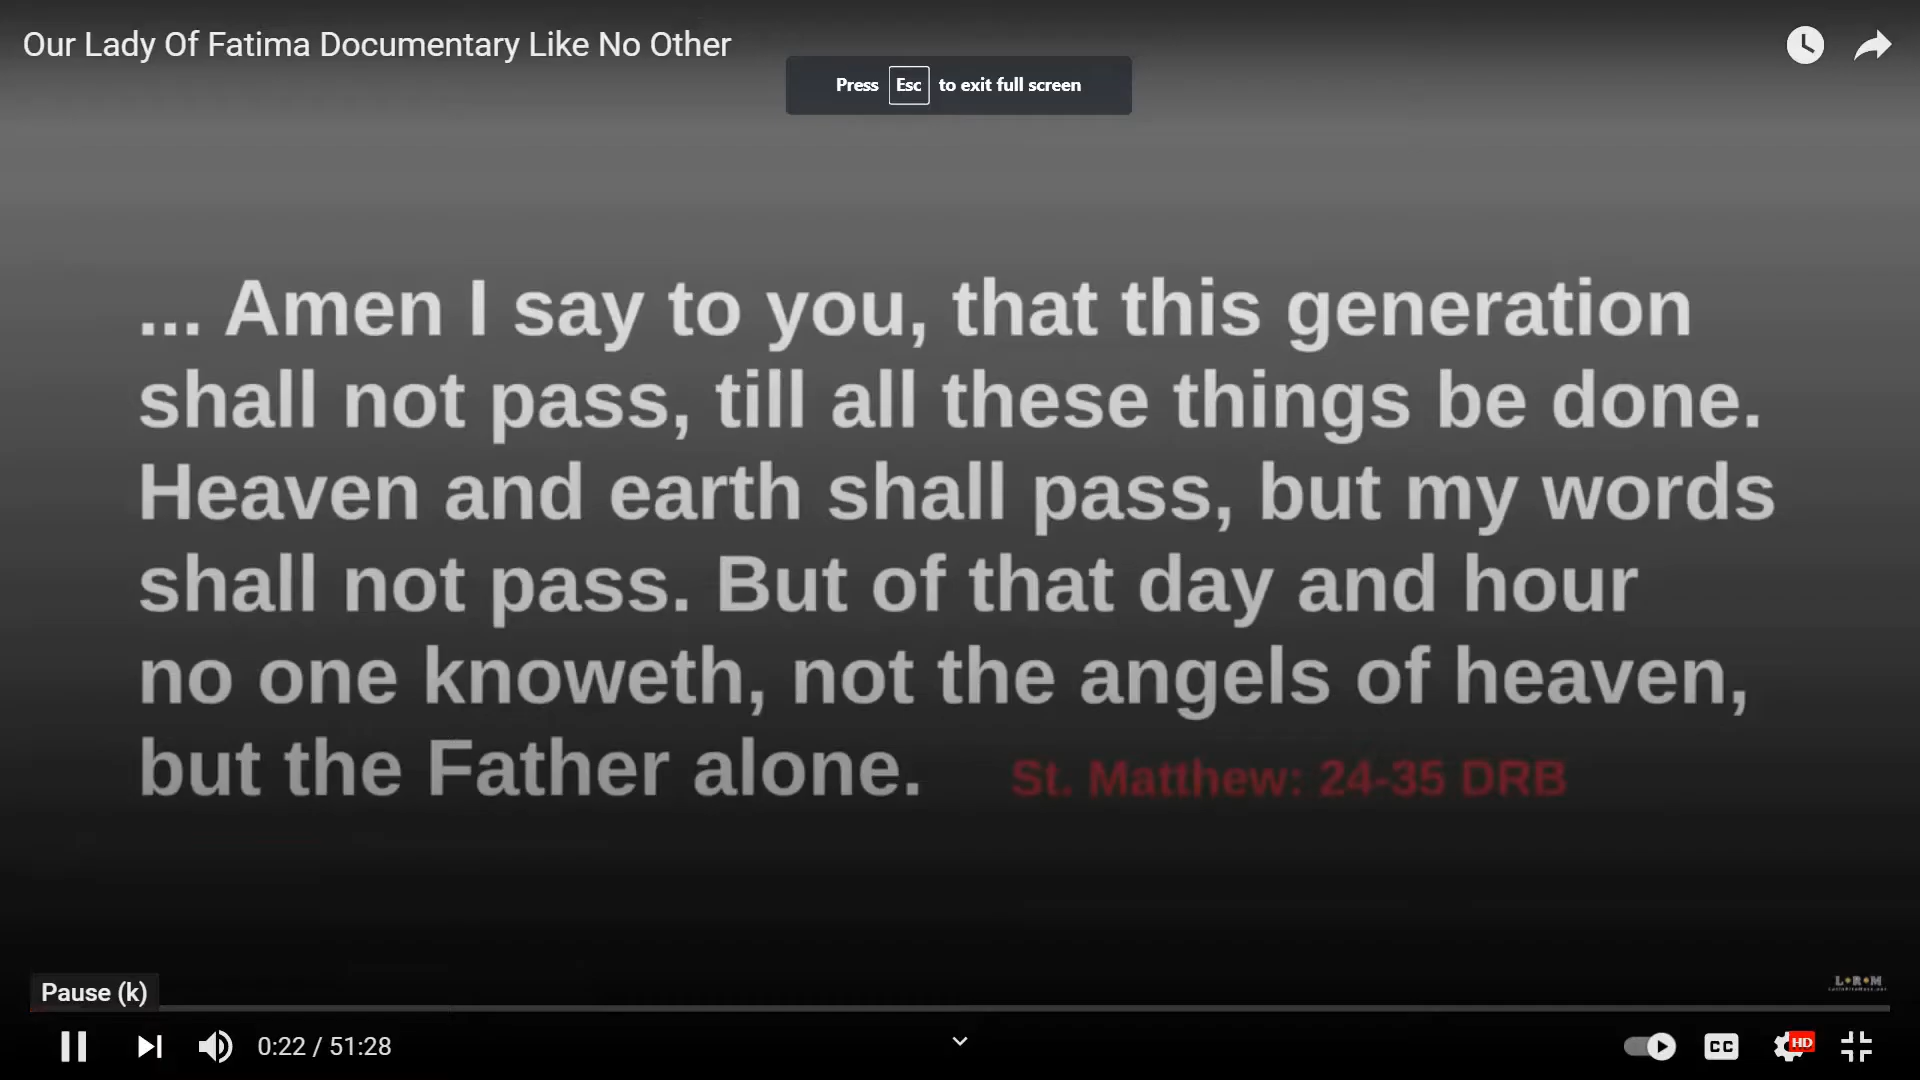 Our Lady Of Fatima Documentary Like No Other
Press Esc to exit full screen
... Amen I say to you, that this generation
shall not pass, till all these things be done.
Heaven and earth shall pass, but my words
shall not pass. But of that day and hour
no one knoweth, not the angels of heaven,
but the Father alone. St. Matthew: 24-35 DRB
L R M
Pause (k)
0:22 / 51:28
CC
HD